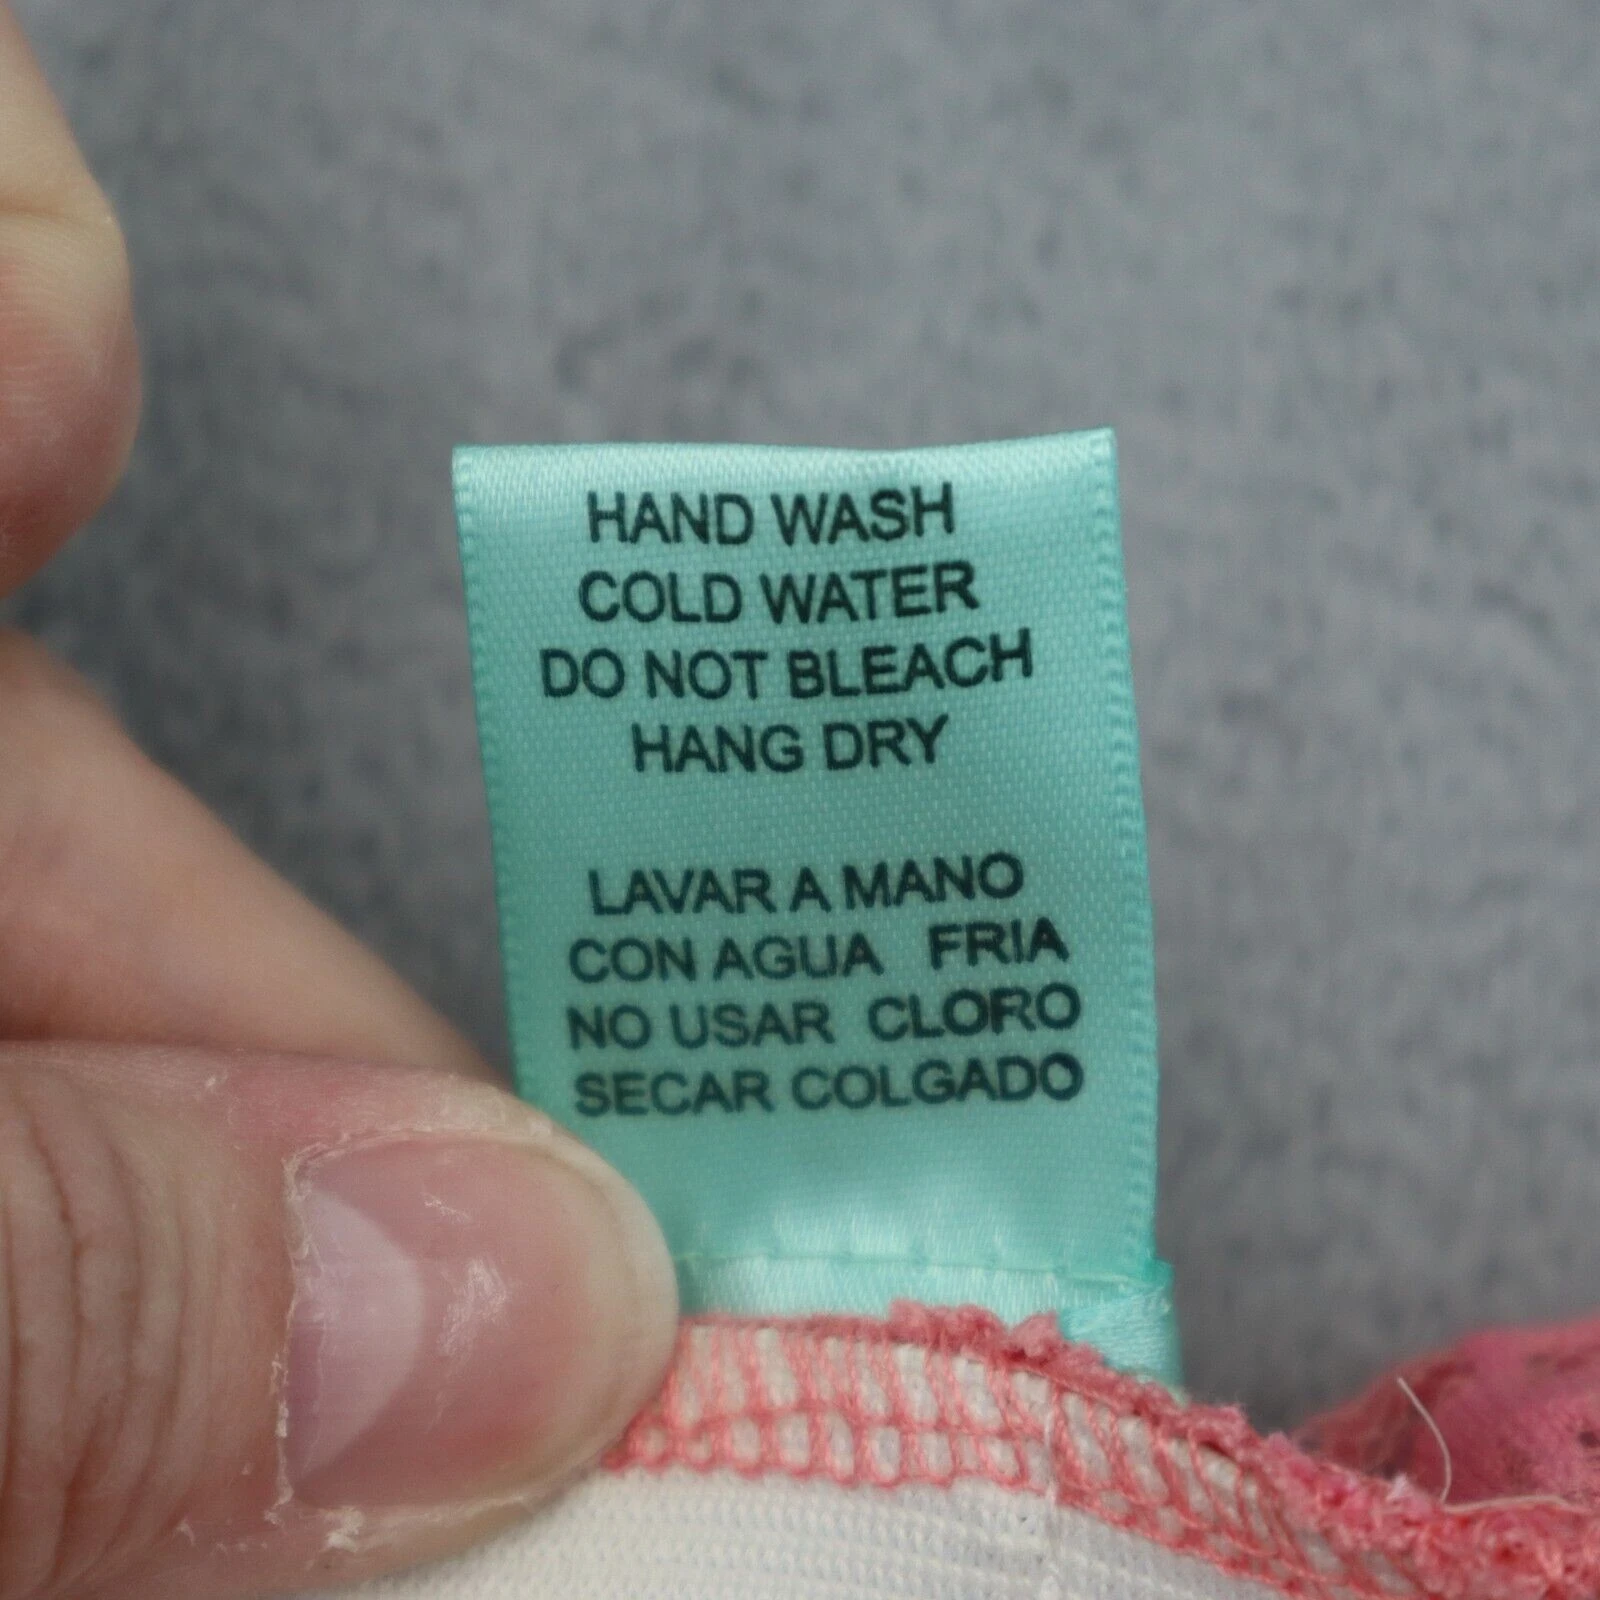 HAND WASH
COLD WATER
DO NOT BLEACH
HANG DRY
LAVAR A MANO
CON AGUA FRIA
NO USAR CLORO
SECAR COLGADO